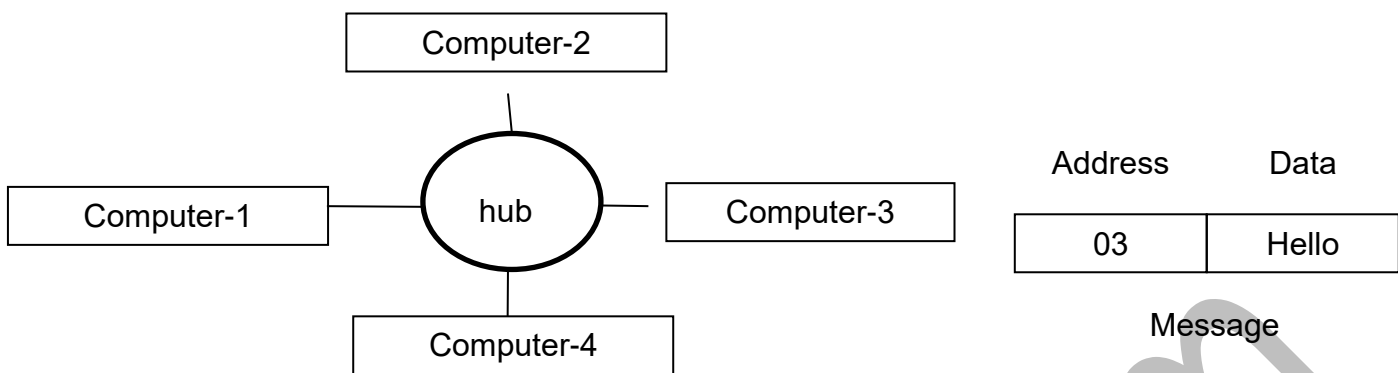 Computer-2
Address Data
Computer-1
hub
Computer-3
03 Hello
Message
Computer-4